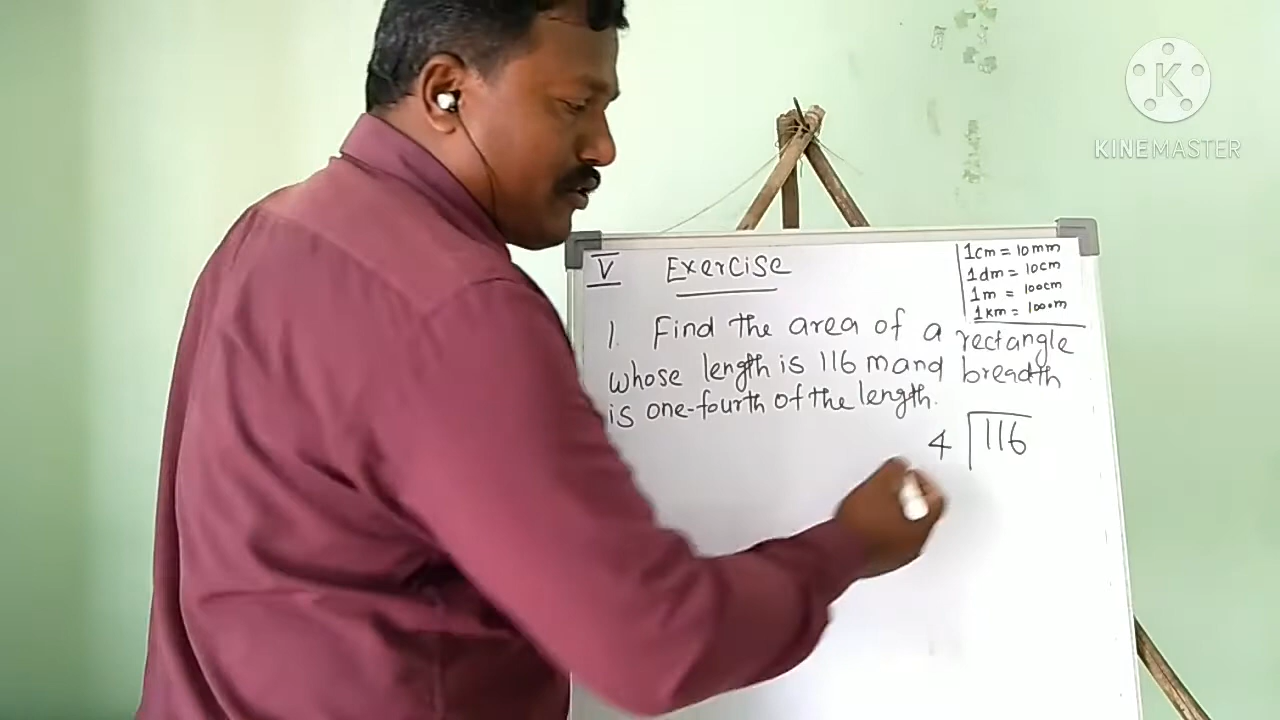 K
KINEMASTER
V Exercise
1cm = 10mm
1dm = 10cm
1m = 100cm
1km = 1000m
1. Find the area of a rectangle
whose length is 116 m and breadth
is one-fourth of the length.
4 116